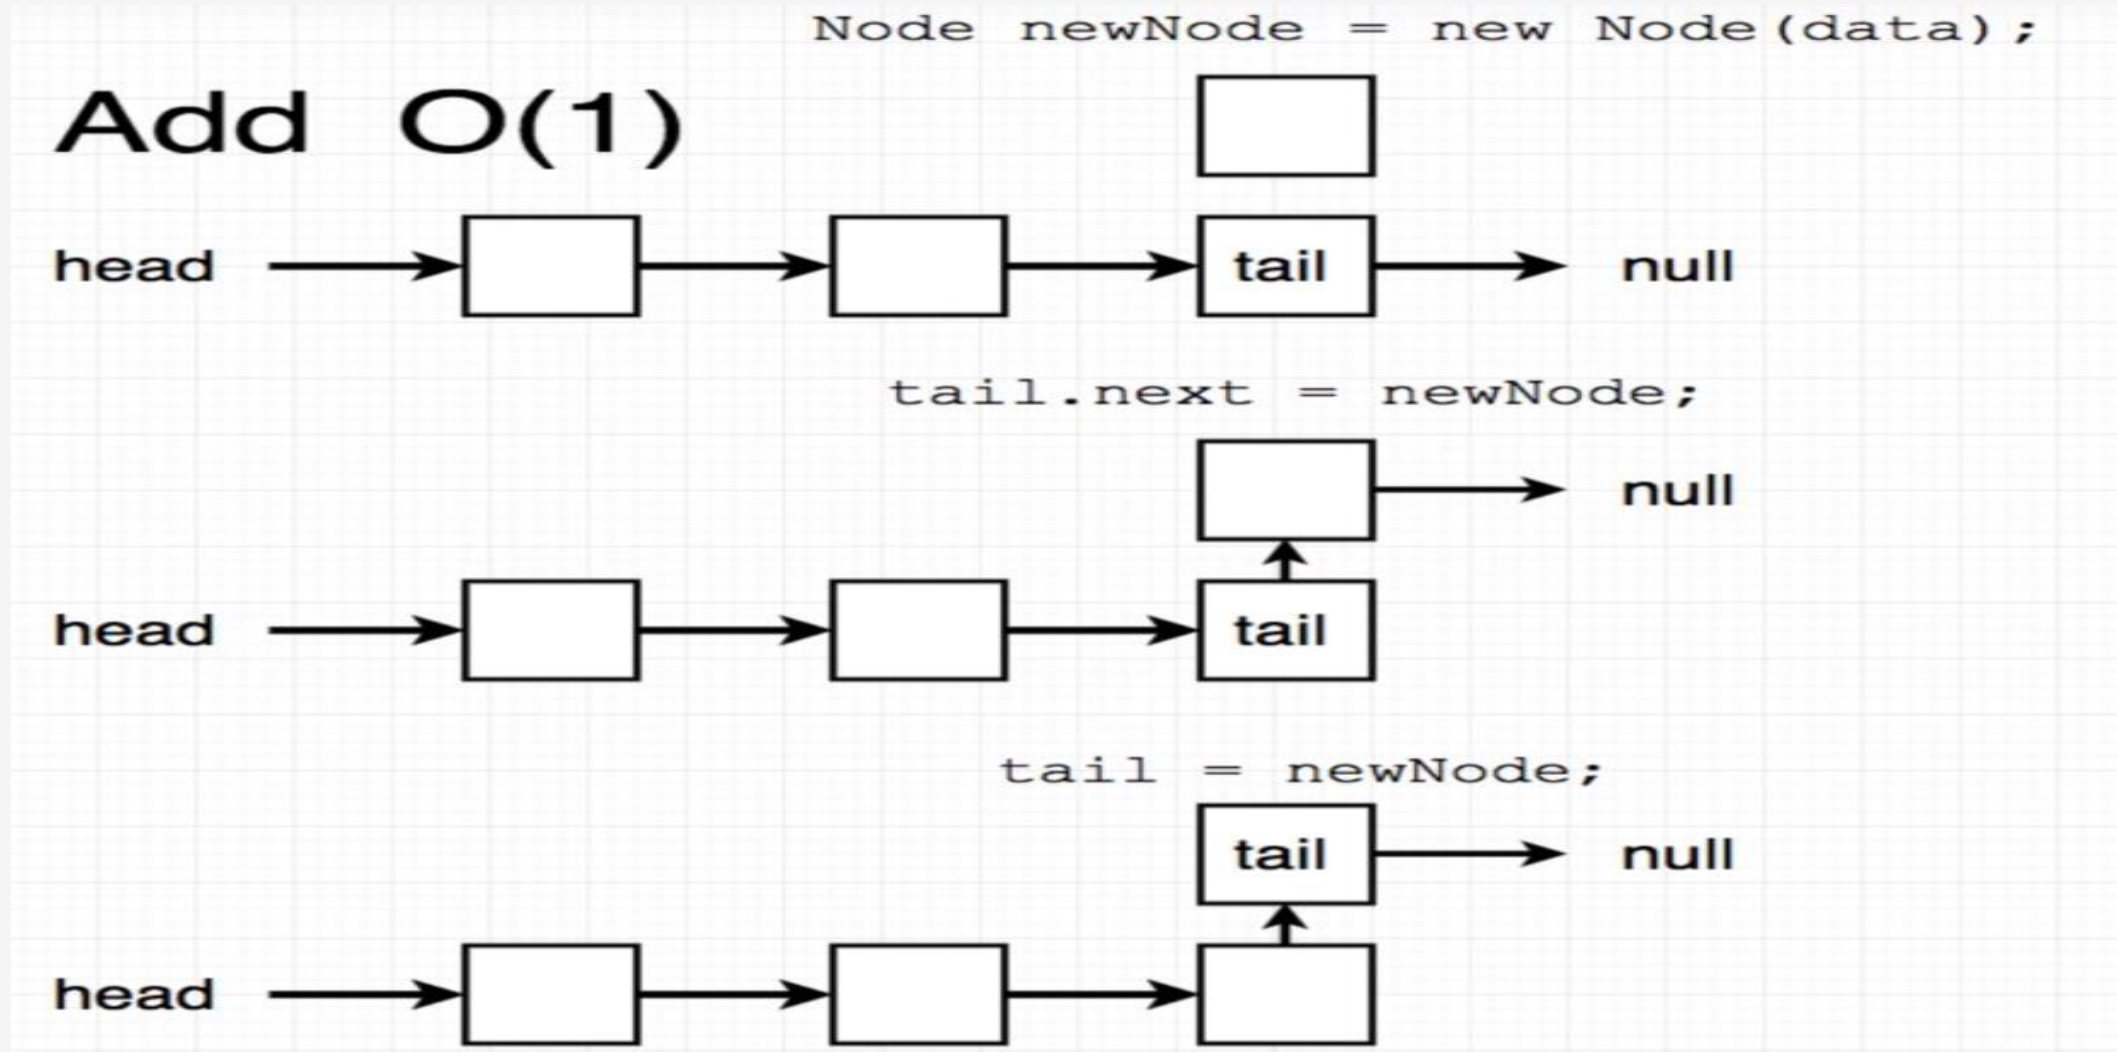 Node newNode = new Node(data);
Add O(1)
head tail null
tail.next = newNode;
null
head tail
tail = newNode;
tail null
head